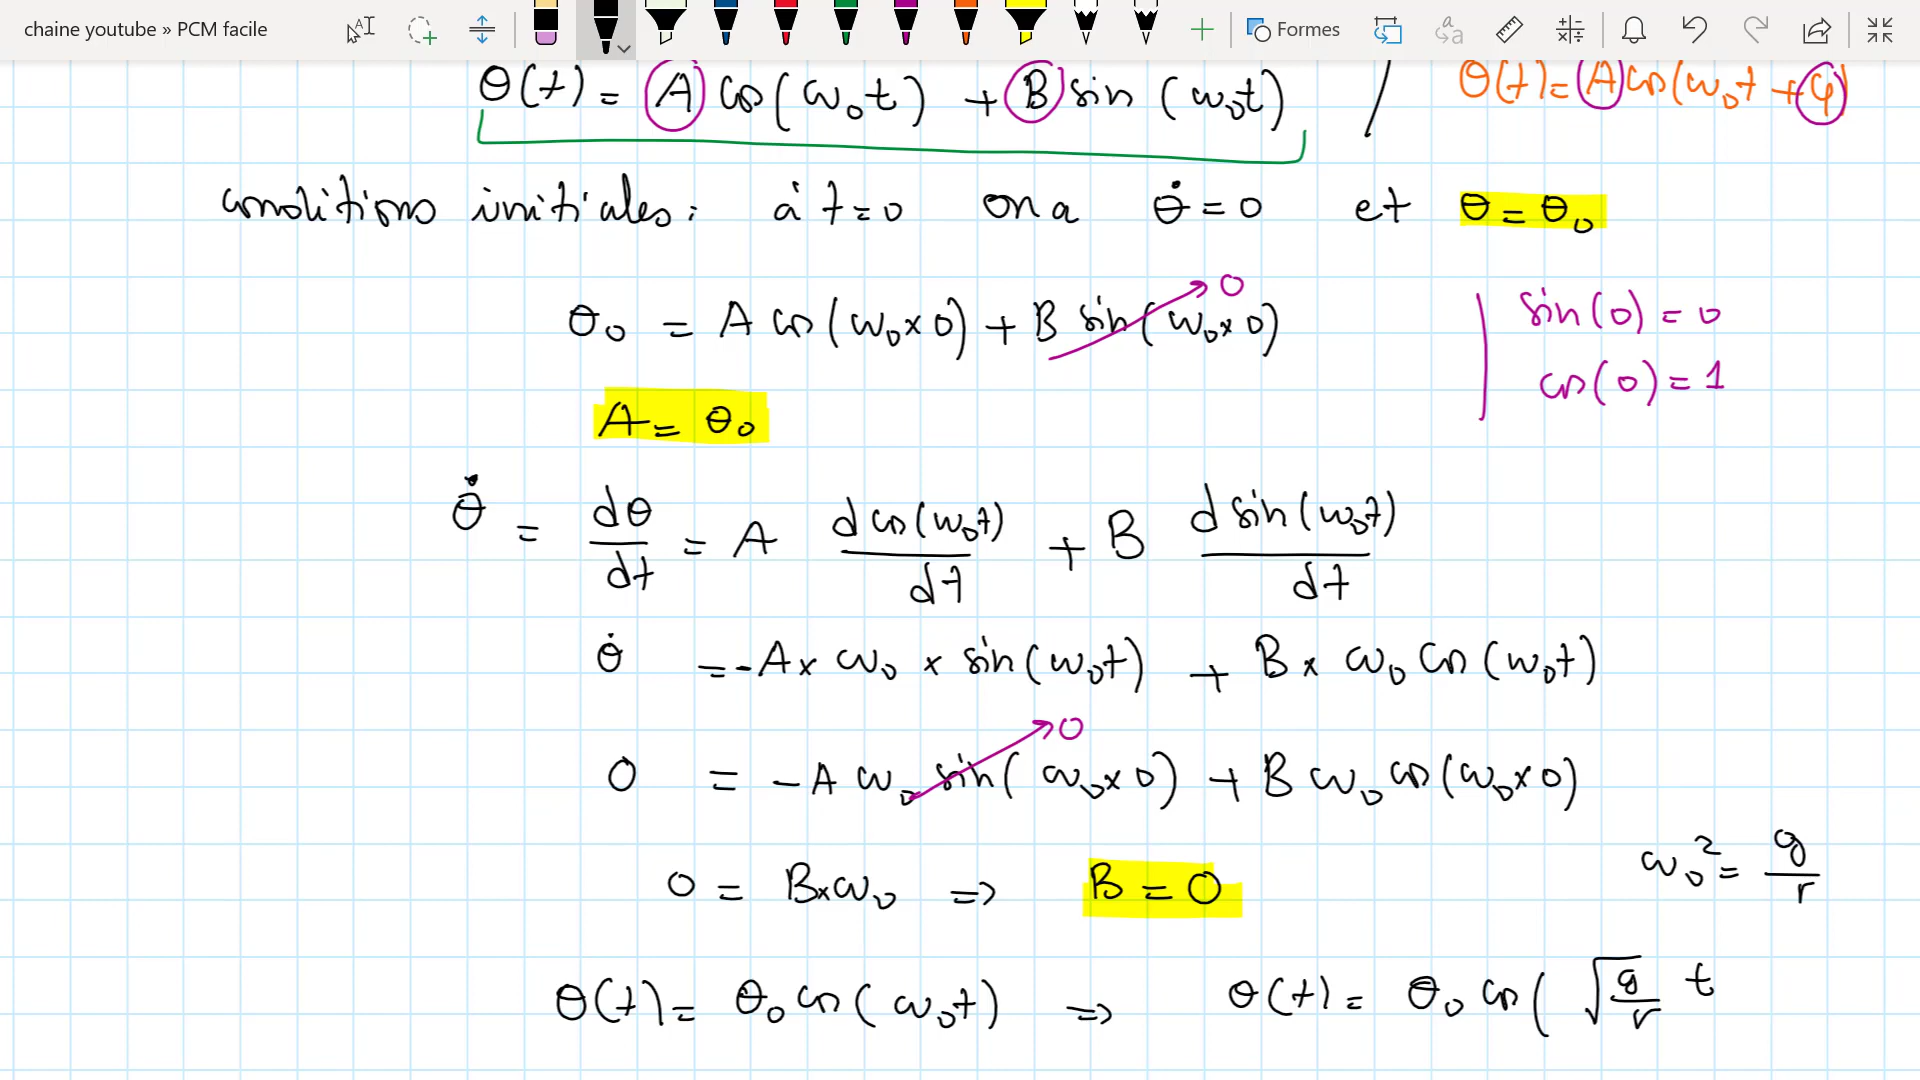 chaine youtube » PCM facile
Formes
θ(t) = A cos(ω₀t) + B sin(ω₀t) / θ(t) = A cos(ω₀t + φ)
conditions initiales: à t=0 on a θ̇ = 0 et θ = θ₀
θ₀ = A cos(ω₀×0) + B sin(ω₀×0) → 0
sin(0) = 0
cos(0) = 1
A = θ₀
θ̇ = dθ/dt = A d cos(ω₀t)/dt + B d sin(ω₀t)/dt
θ̇ = -A × ω₀ × sin(ω₀t) + B × ω₀ cos(ω₀t)
0 = -A ω₀ sin(ω₀×0) → 0 + B ω₀ cos(ω₀×0)
0 = B×ω₀ => B = 0
ω₀² = g/r
θ(t) = θ₀ cos(ω₀t) => θ(t) = θ₀ cos(√(g/r) t